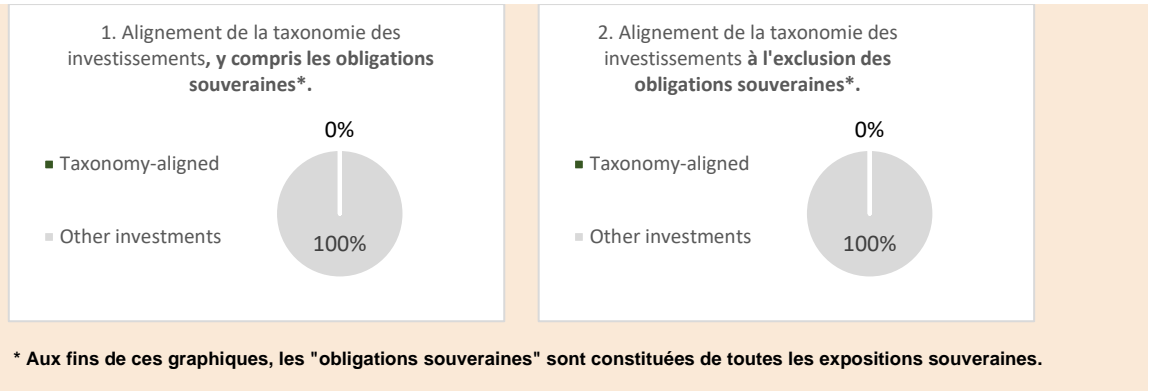 1. Alignement de la taxonomie des
investissements, y compris les obligations
souveraines*.
0%
Taxonomy-aligned
Other investments
100%
2. Alignement de la taxonomie des
investissements à l'exclusion des
obligations souveraines*.
0%
Taxonomy-aligned
Other investments
100%
* Aux fins de ces graphiques, les "obligations souveraines" sont constituées de toutes les expositions souveraines.